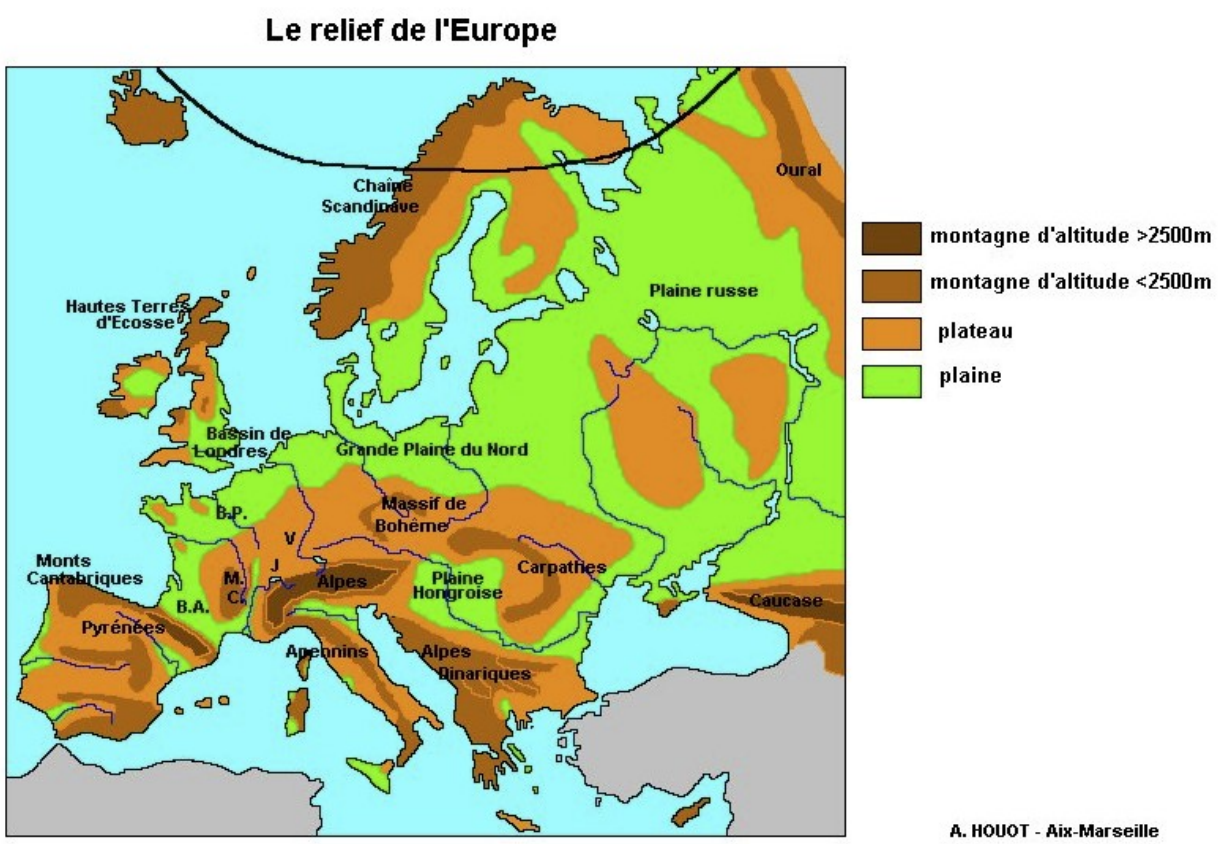 Le relief de l'Europe
Oural
Chaîne
Scandinave
montagne d'altitude >2500m
montagne d'altitude <2500m
plateau
plaine
Plaine russe
Hautes Terres
d'Ecosse
Bassin de
Londres
Grande Plaine du Nord
Massif de
Bohême
B.P.
V
J
Monts
Cantabriques
M.
C.
B.A.
Alpes
Plaine
Hongroise
Carpathes
Caucase
Pyrénées
Apennins
Alpes
Dinariques
A. HOUOT - Aix-Marseille